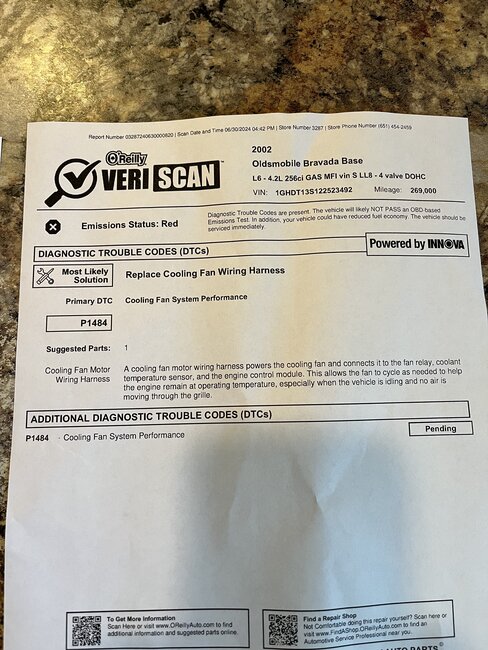 Report Number 03287240630000820 | Scan Date and Time 06/30/2024 04:42 PM | Store Number 3287 | Store Phone Number (651) 454-2459
O'Reilly
VERISCAN
2002
Oldsmobile Bravada Base
L6 - 4.2L 256ci GAS MFI vin S LL8 - 4 valve DOHC
VIN: 1GHDT13S122523492 Mileage: 269,000
Emissions Status: Red
Diagnostic Trouble Codes are present. The vehicle will likely NOT PASS an OBD-based
Emissions Test. In addition, your vehicle could have reduced fuel economy. The vehicle should be
serviced immediately.
DIAGNOSTIC TROUBLE CODES (DTCs)
Powered by INNOVA
Most Likely
Solution
Replace Cooling Fan Wiring Harness
Primary DTC Cooling Fan System Performance
P1484
Suggested Parts: 1
Cooling Fan Motor
Wiring Harness
A cooling fan motor wiring harness powers the cooling fan and connects it to the fan relay, coolant
temperature sensor, and the engine control module. This allows the fan to cycle as needed to help
the engine remain at operating temperature, especially when the vehicle is idling and no air is
moving through the grille.
ADDITIONAL DIAGNOSTIC TROUBLE CODES (DTCs)
P1484 - Cooling Fan System Performance
Pending
To Get More Information
Scan Here or visit www.OReillyAuto.com to find
additional information and suggested parts online.
Find a Repair Shop
Not Comfortable doing this repair yourself? Scan here or
visit www.FindAShop.OReillyAuto.com to find an
Automotive Service Professional near you.
AUTO PARTS